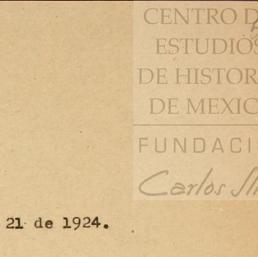 CENTRO D
ESTUDIOS
DE HISTOR
DE MEXIC
FUNDACI
Carlos Sli
21 de 1924.